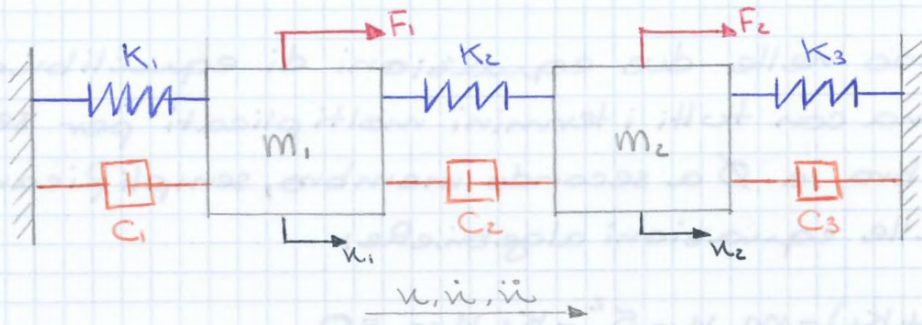 F₁ F₂
K₁ K₂ K₃
m₁ m₂
C₁ C₂ C₃
x₁ x₂
x, ẋ, ẍ